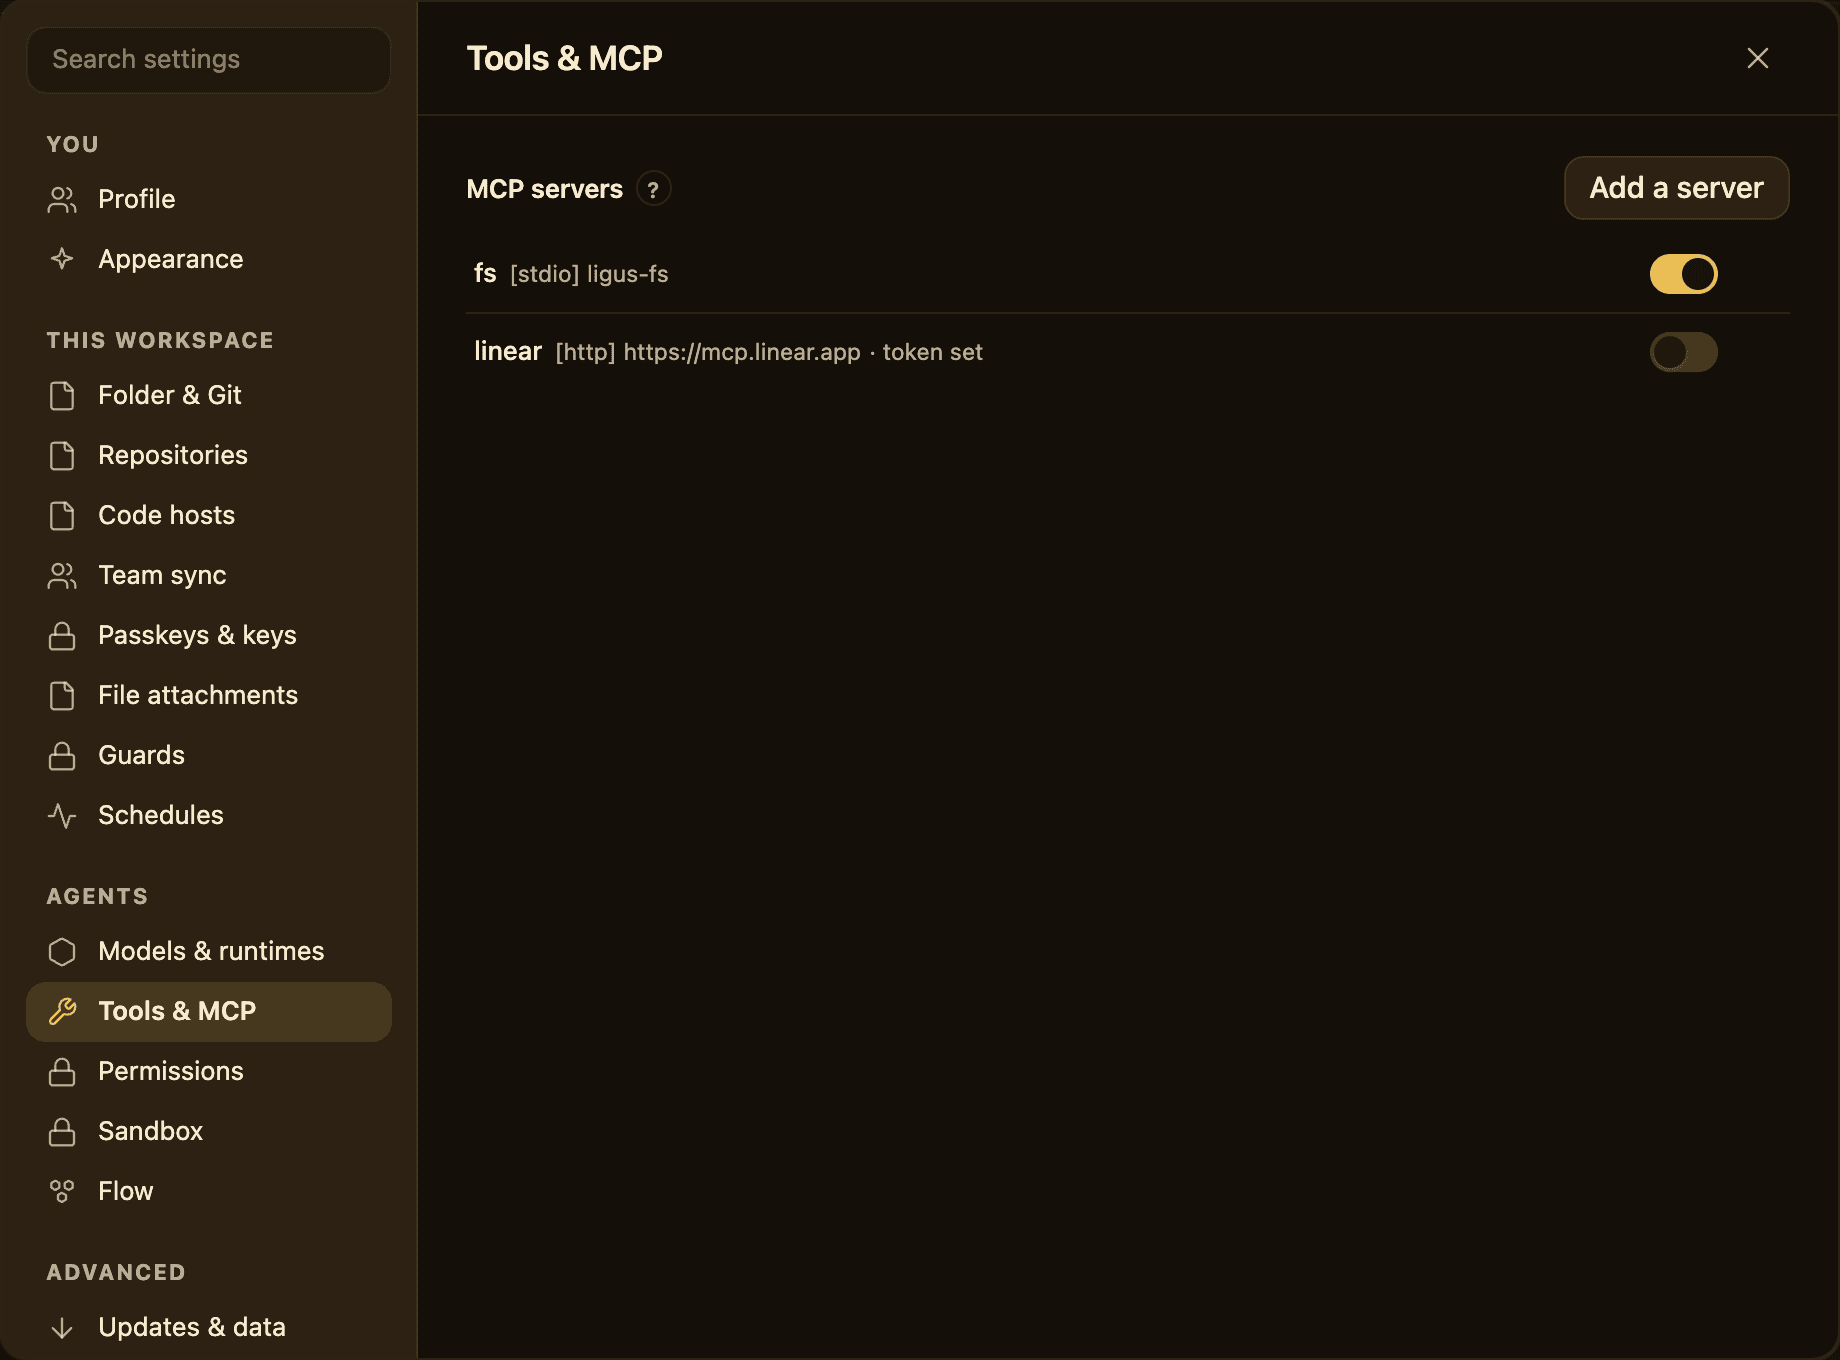 Search settings
YOU
Profile
Appearance
THIS WORKSPACE
Folder & Git
Repositories
Code hosts
Team sync
Passkeys & keys
File attachments
Guards
Schedules
AGENTS
Models & runtimes
Tools & MCP
Permissions
Sandbox
Flow
ADVANCED
Updates & data
Tools & MCP
MCP servers ?
Add a server
fs [stdio] ligus-fs
linear [http] https://mcp.linear.app · token set